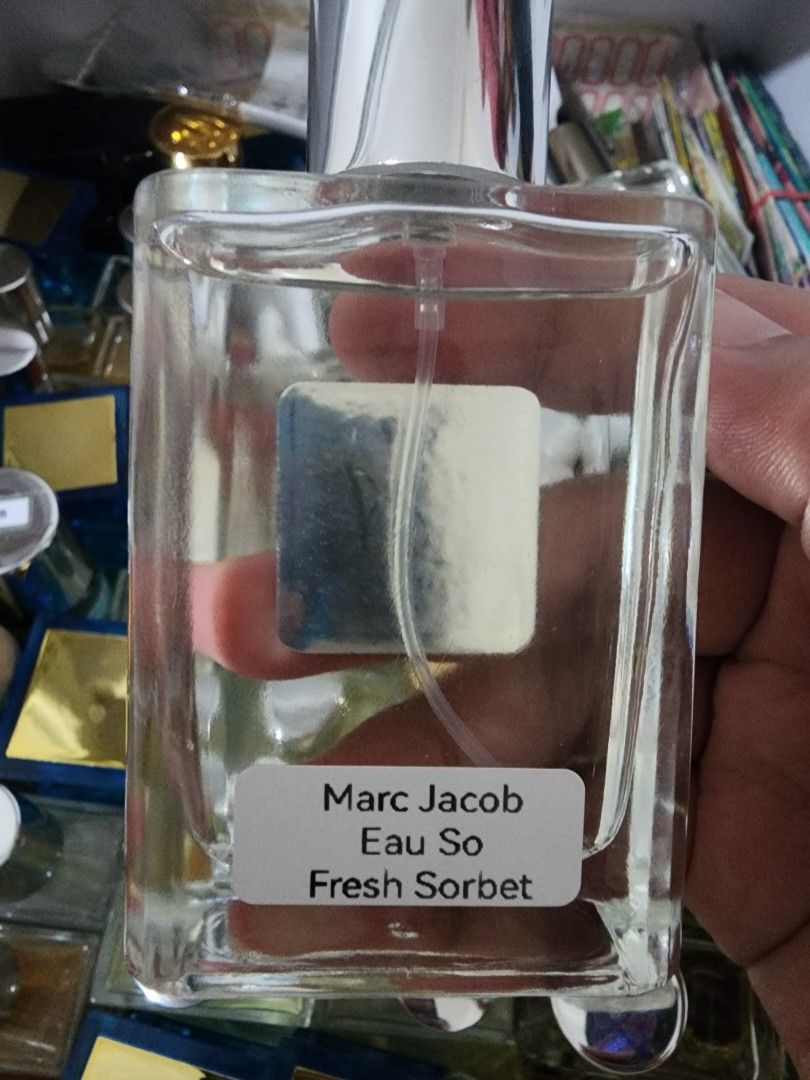 Marc Jacob
Eau So
Fresh Sorbet